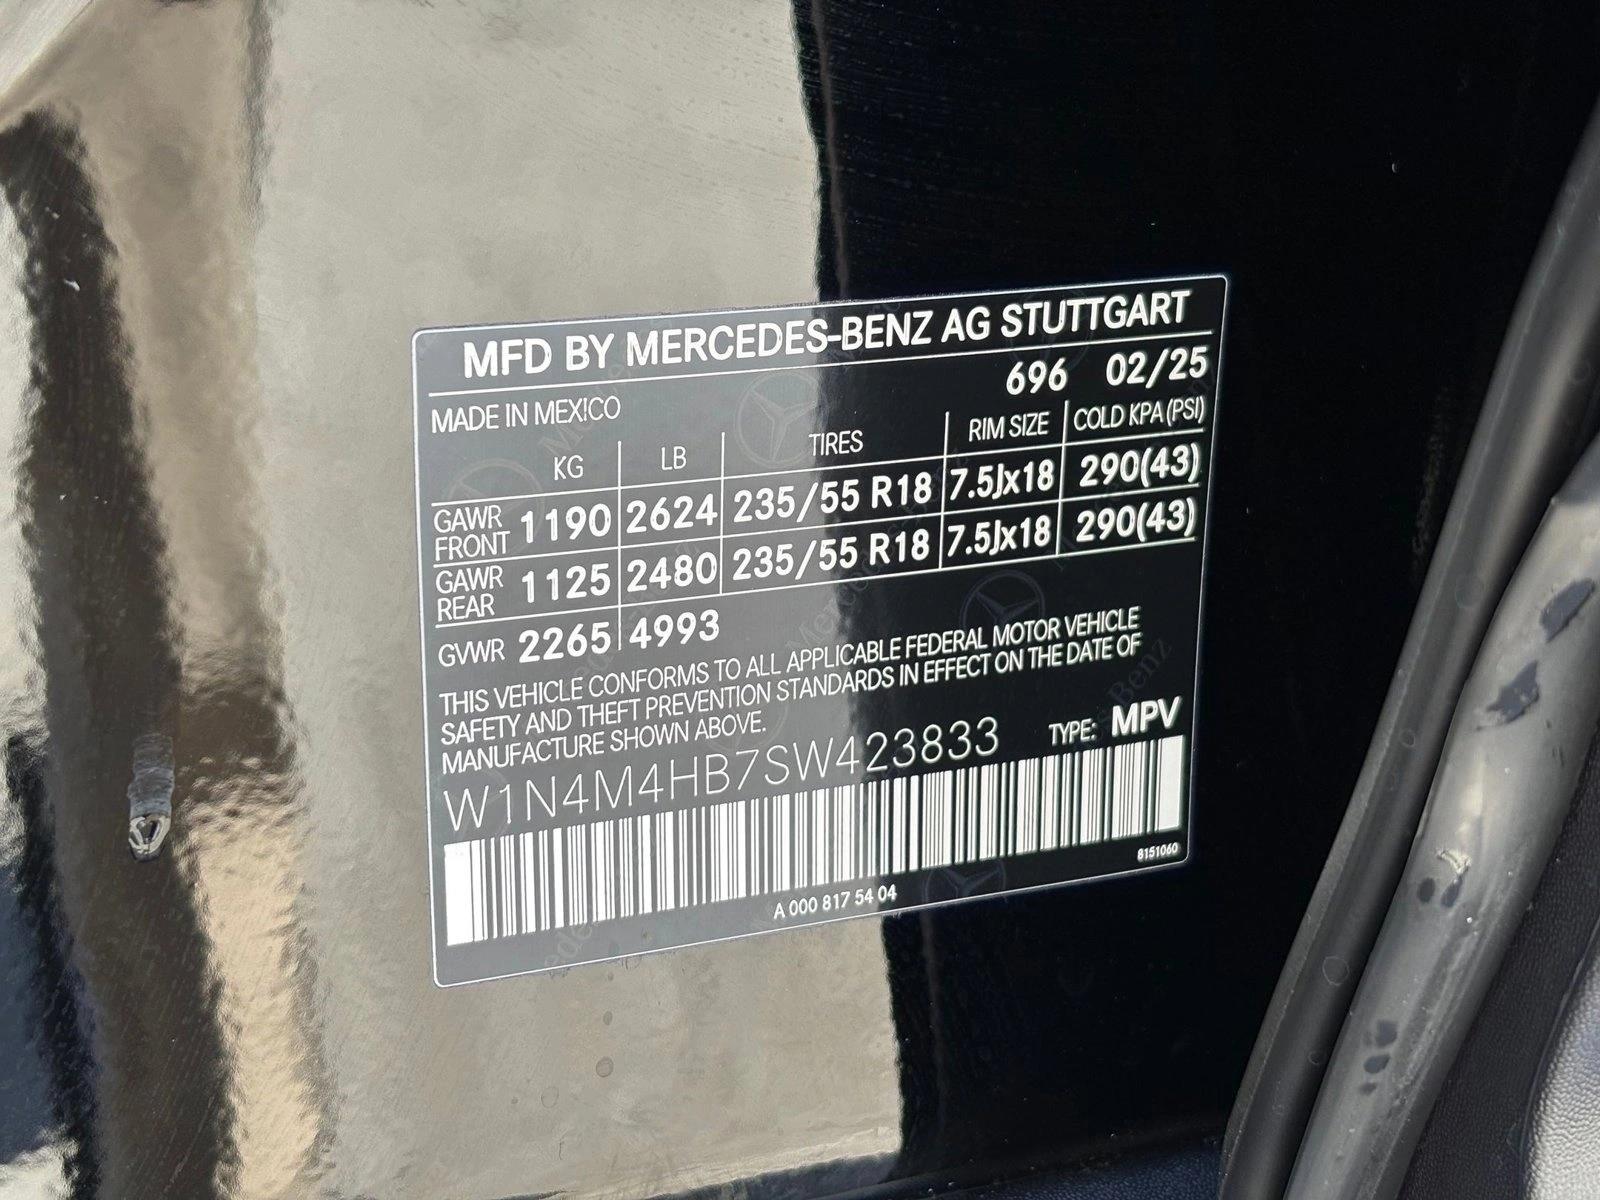 MFD BY MERCEDES-BENZ AG STUTTGART
696 02/25
MADE IN MEXICO
KG LB TIRES RIM SIZE COLD KPA (PSI)
GAWR FRONT 1190 2624 235/55 R18 7.5Jx18 290(43)
GAWR REAR 1125 2480 235/55 R18 7.5Jx18 290(43)
GVWR 2265 4993
THIS VEHICLE CONFORMS TO ALL APPLICABLE FEDERAL MOTOR VEHICLE
SAFETY AND THEFT PREVENTION STANDARDS IN EFFECT ON THE DATE OF
MANUFACTURE SHOWN ABOVE.
W1N4M4HB7SW423833 TYPE: MPV
8151060
A 000 817 54 04